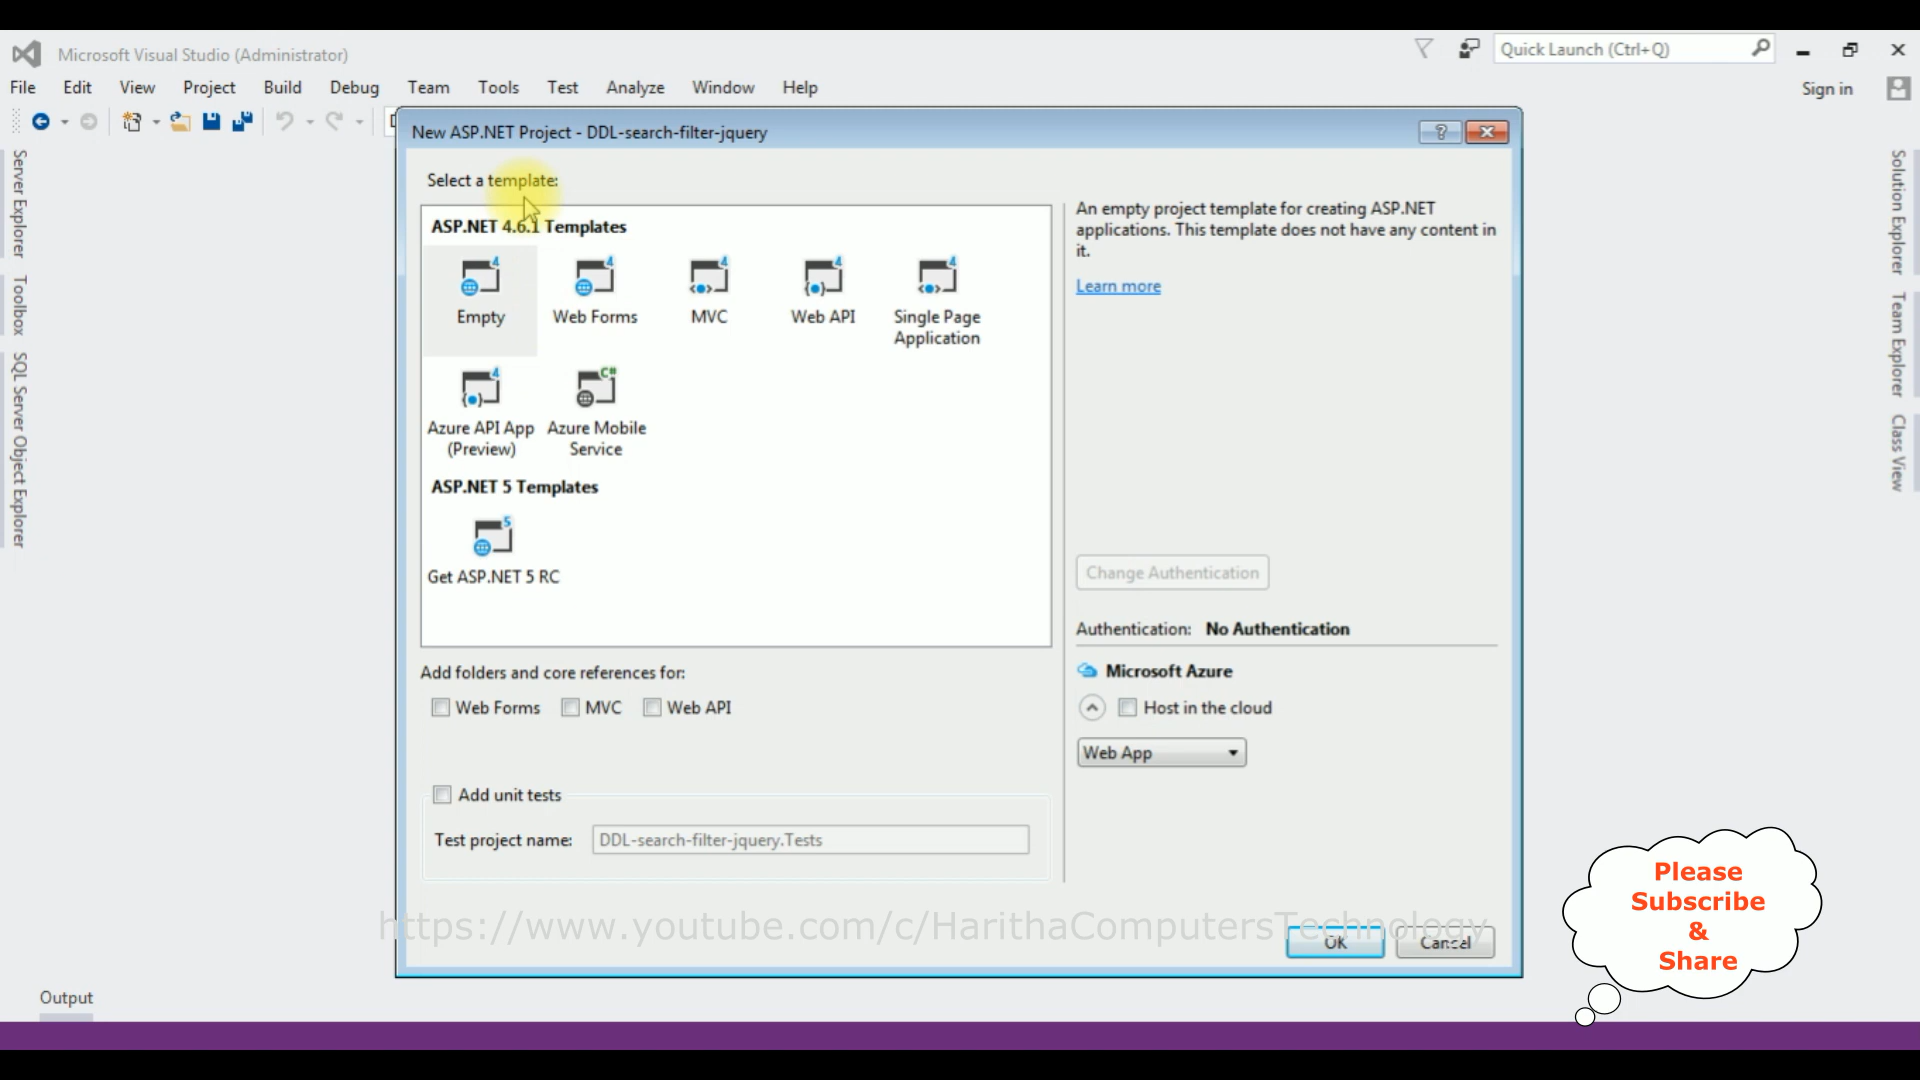 Microsoft Visual Studio (Administrator)
Quick Launch (Ctrl+Q)
File Edit View Project Build Debug Team Tools Test Analyze Window Help
Sign in
New ASP.NET Project - DDL-search-filter-jquery
?
Select a template:
ASP.NET 4.6.1 Templates
Empty
Web Forms
MVC
Web API
Single Page
Application
Azure API App
(Preview)
Azure Mobile
Service
ASP.NET 5 Templates
Get ASP.NET 5 RC
An empty project template for creating ASP.NET
applications. This template does not have any content in
it.
Learn more
Change Authentication
Authentication: No Authentication
Microsoft Azure
Host in the cloud
Web App
Add folders and core references for:
Web Forms MVC Web API
Add unit tests
Test project name: DDL-search-filter-jquery.Tests
OK Cancel
https://www.youtube.com/c/HarithaComputersTechnology
Server Explorer
Toolbox
SQL Server Object Explorer
Solution Explorer
Team Explorer
Class View
Output
Please
Subscribe
&
Share